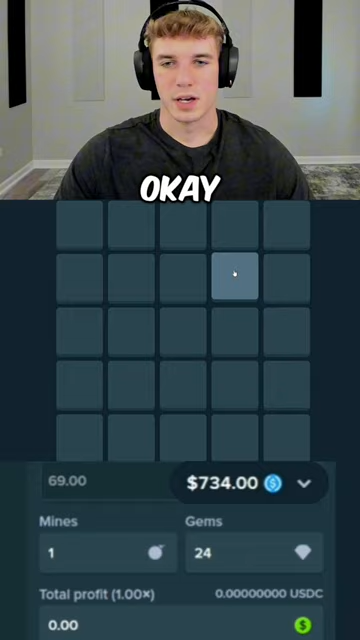 OKAY
69.00
$734.00
Mines
Gems
1
24
Total profit (1.00×)
0.00000000 USDC
0.00